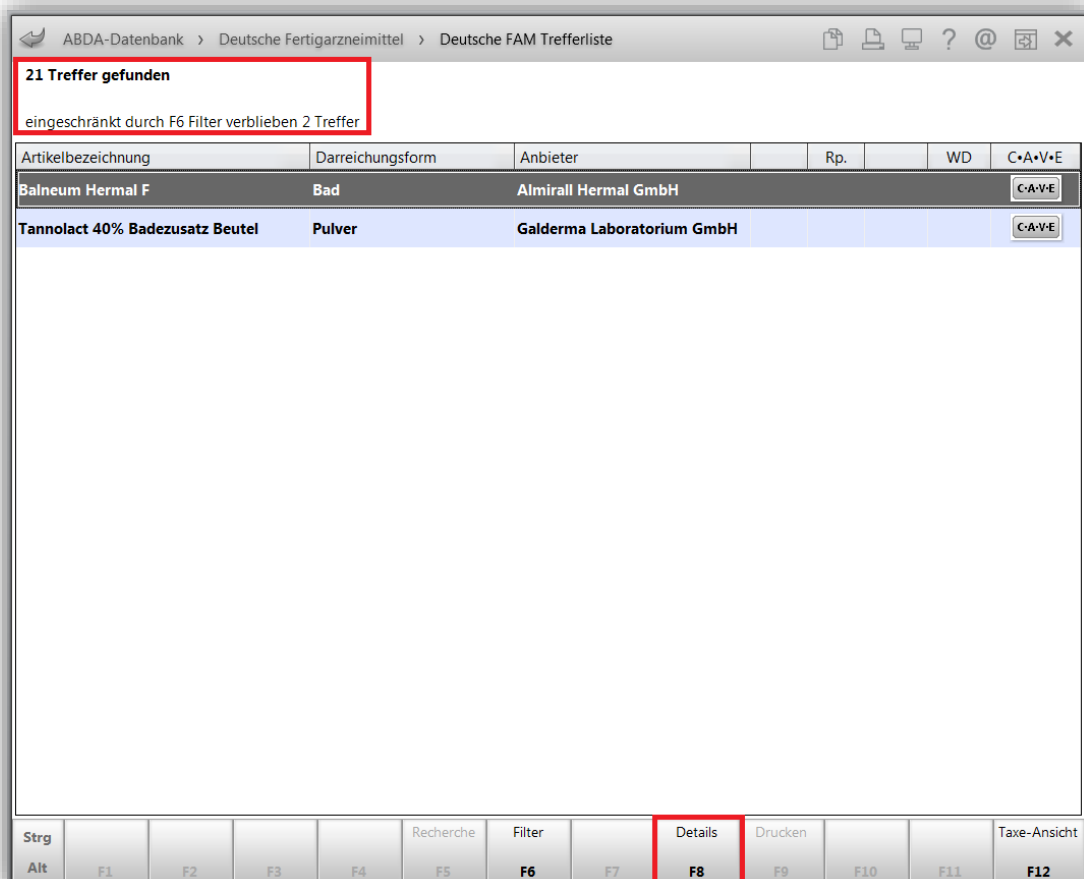 ABDA-Datenbank > Deutsche Fertigarzneimittel > Deutsche FAM Trefferliste ? @
21 Treffer gefunden
eingeschränkt durch F6 Filter verblieben 2 Treffer
Artikelbezeichnung Darreichungsform Anbieter Rp. WD C•A•V•E
Balneum Hermal F Bad Almirall Hermal GmbH C•A•V•E
Tannolact 40% Badezusatz Beutel Pulver Galderma Laboratorium GmbH C•A•V•E
Strg Recherche Filter Details Drucken Taxe-Ansicht
Alt F1 F2 F3 F4 F5 F6 F7 F8 F9 F10 F11 F12